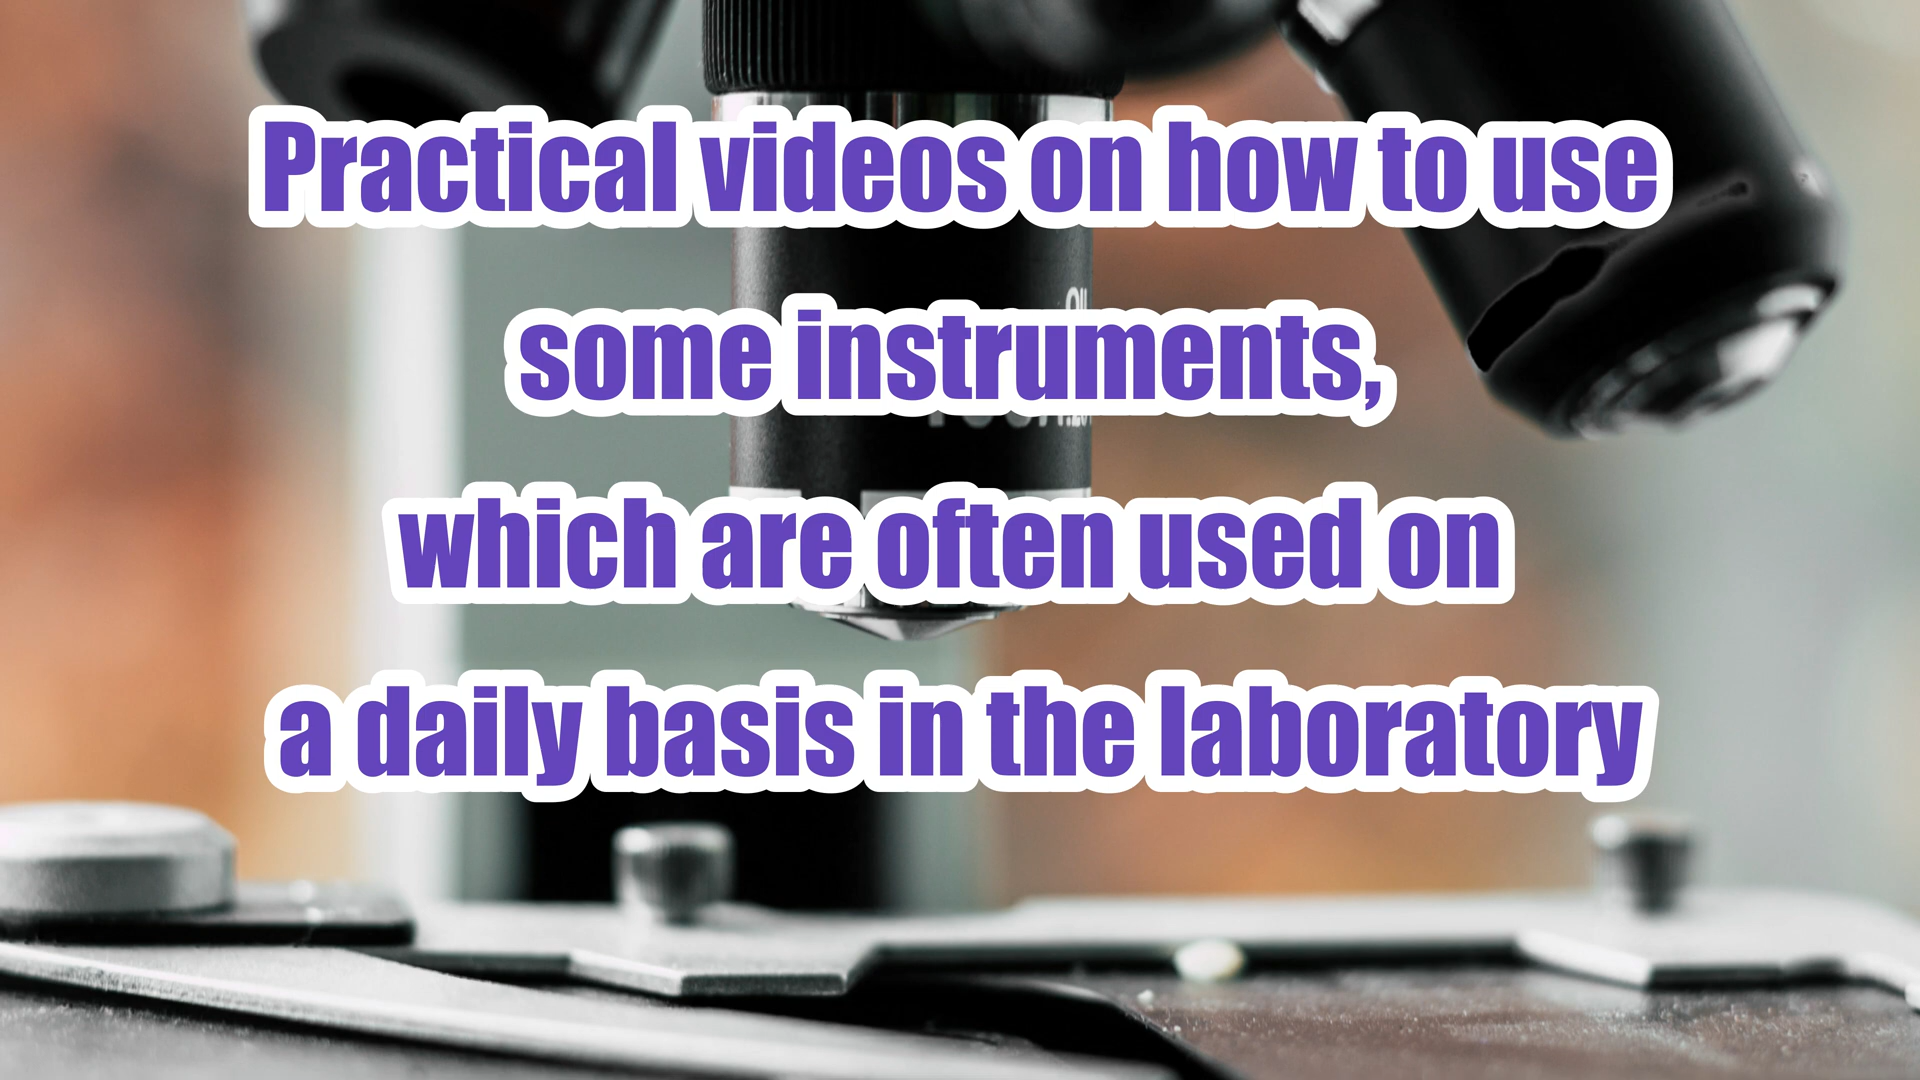 Practical videos on how to use
some instruments,
which are often used on
a daily basis in the laboratory